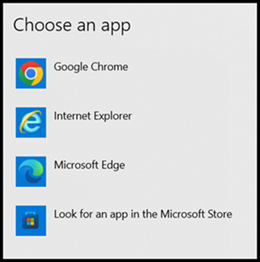 Choose an app
Google Chrome
Internet Explorer
Microsoft Edge
Look for an app in the Microsoft Store